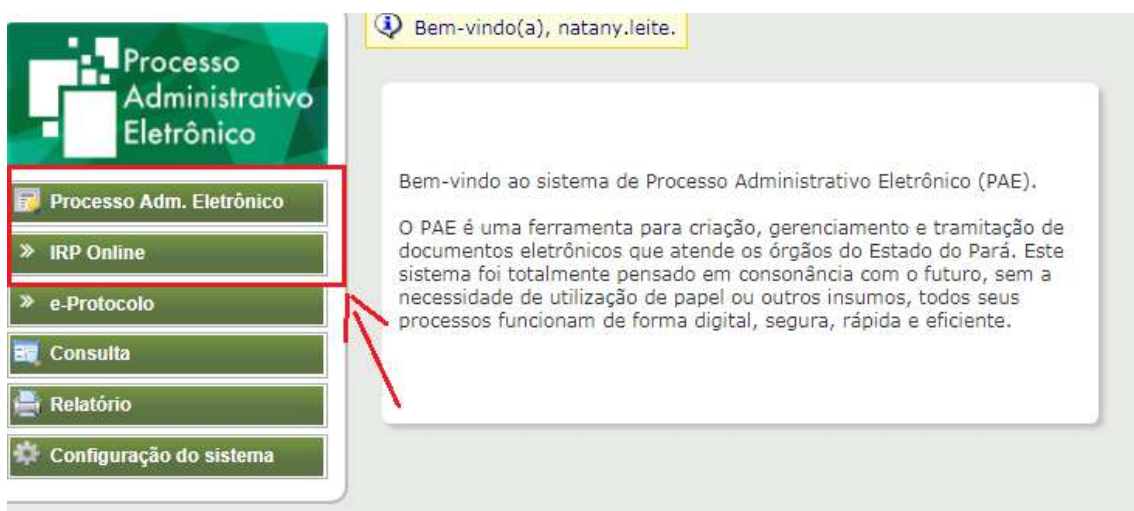 Bem-vindo(a), natany.leite.
Processo
Administrativo
Eletrônico
Processo Adm. Eletrônico
IRP Online
e-Protocolo
Consulta
Relatório
Configuração do sistema
Bem-vindo ao sistema de Processo Administrativo Eletrônico (PAE).
O PAE é uma ferramenta para criação, gerenciamento e tramitação de
documentos eletrônicos que atende os órgãos do Estado do Pará. Este
sistema foi totalmente pensado em consonância com o futuro, sem a
necessidade de utilização de papel ou outros insumos, todos seus
processos funcionam de forma digital, segura, rápida e eficiente.